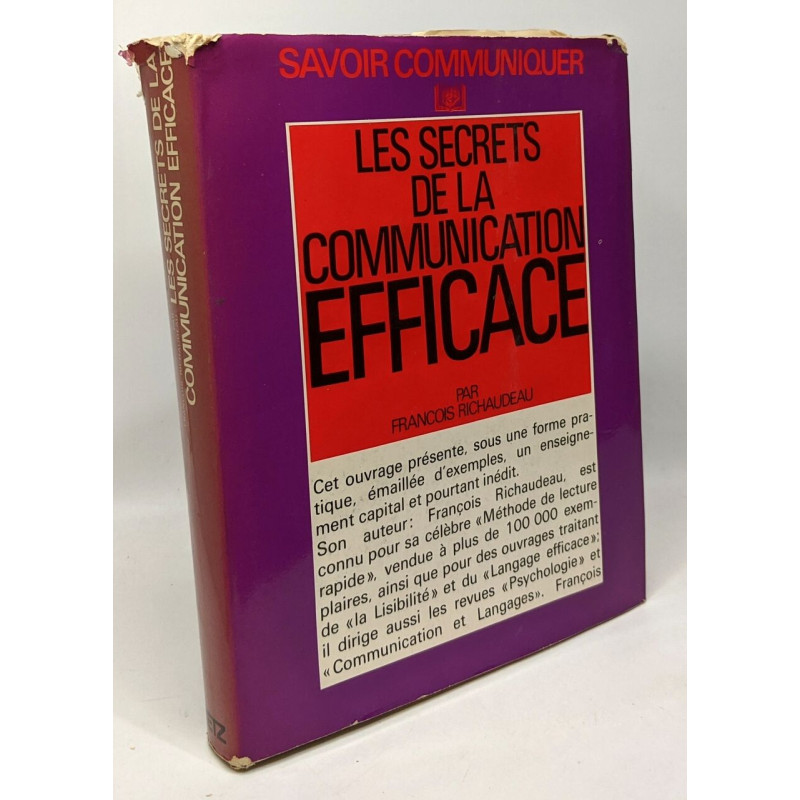 SAVOIR COMMUNIQUER
LES SECRETS
DE LA
COMMUNICATION
EFFICACE
PAR
FRANCOIS RICHAUDEAU
Cet ouvrage présente, sous une forme pra-
tique, émaillée d'exemples, un enseigne-
ment capital et pourtant inédit.
Son auteur: François Richaudeau, est
connu pour sa célèbre «Méthode de lecture
rapide», vendue à plus de 100 000 exem-
plaires, ainsi que pour des ouvrages traitant
de «la Lisibilité» et du «Langage efficace»;
il dirige aussi les revues «Psychologie» et
«Communication et Langages». François
LES SECRETS DE LA
COMMUNICATION EFFICACE